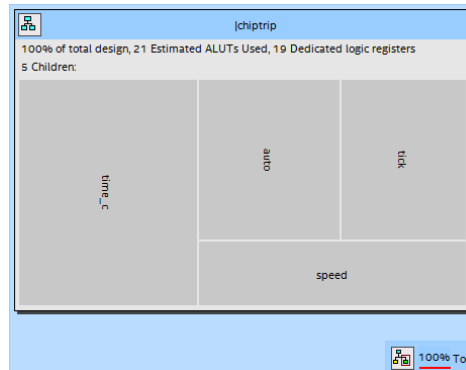 |chiptrip
100% of total design, 21 Estimated ALUTs Used, 19 Dedicated logic registers
5 Children:
time_c
auto
tick
speed
100% To